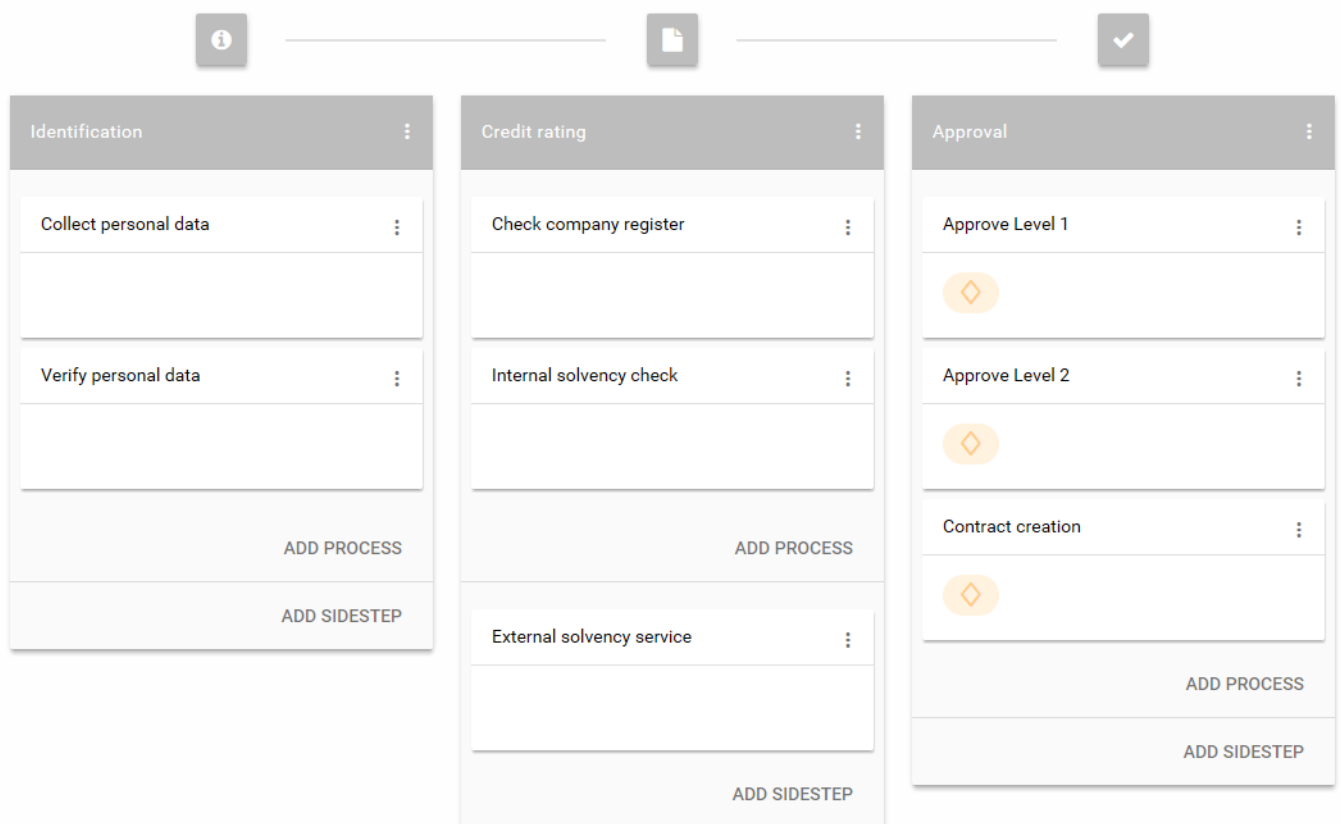 Identification
Collect personal data
Verify personal data
ADD PROCESS
ADD SIDESTEP
Credit rating
Check company register
Internal solvency check
ADD PROCESS
External solvency service
ADD SIDESTEP
Approval
Approve Level 1
Approve Level 2
Contract creation
ADD PROCESS
ADD SIDESTEP